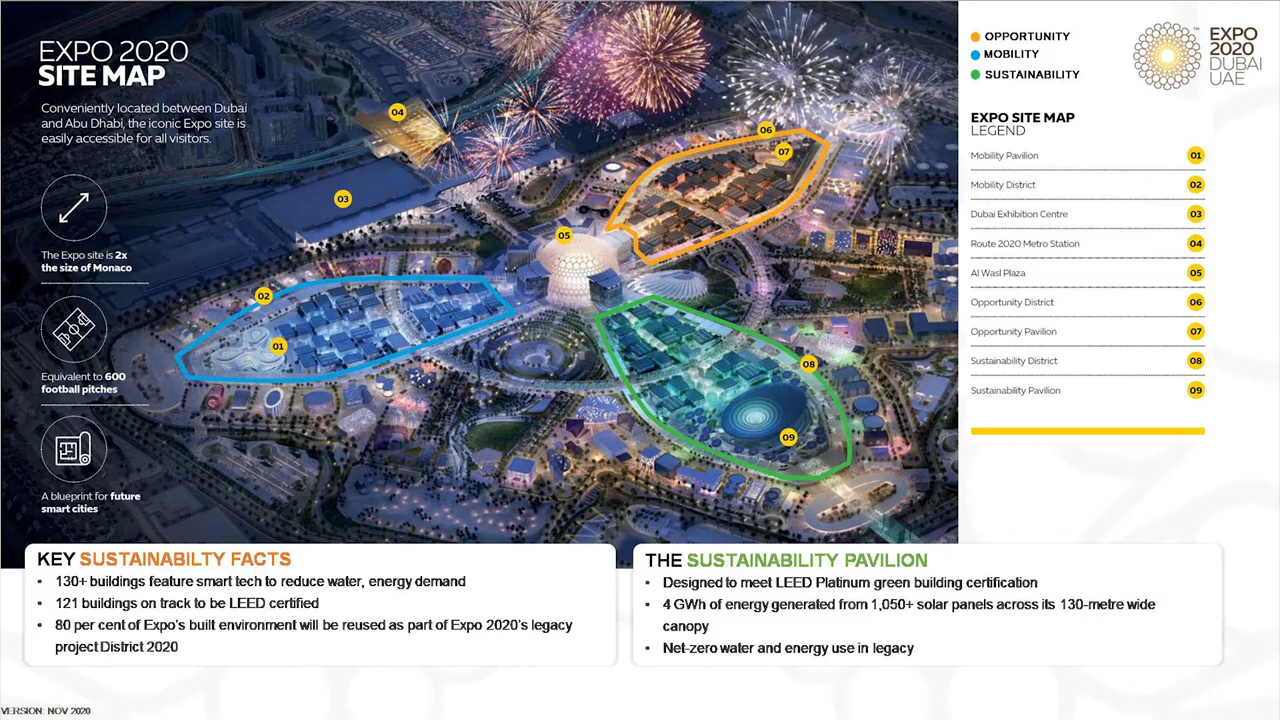 EXPO 2020
SITE MAP
Conveniently located between Dubai
and Abu Dhabi, the iconic Expo site is
easily accessible for all visitors.
The Expo site is 2x
the size of Monaco
Equivalent to 600
football pitches
A blueprint for future
smart cities
04
03
06
07
05
02
01
08
09
OPPORTUNITY
MOBILITY
SUSTAINABILITY
EXPO
2020
DUBAI
UAE
™
EXPO SITE MAP
LEGEND
Mobility Pavilion 01
Mobility District 02
Dubai Exhibition Centre 03
Route 2020 Metro Station 04
Al Wasl Plaza 05
Opportunity District 06
Opportunity Pavilion 07
Sustainability District 08
Sustainability Pavilion 09
KEY SUSTAINABILTY FACTS
• 130+ buildings feature smart tech to reduce water, energy demand
• 121 buildings on track to be LEED certified
• 80 per cent of Expo's built environment will be reused as part of Expo 2020's legacy
project District 2020
THE SUSTAINABILITY PAVILION
• Designed to meet LEED Platinum green building certification
• 4 GWh of energy generated from 1,050+ solar panels across its 130-metre wide
canopy
• Net-zero water and energy use in legacy
VERSION: NOV 2020